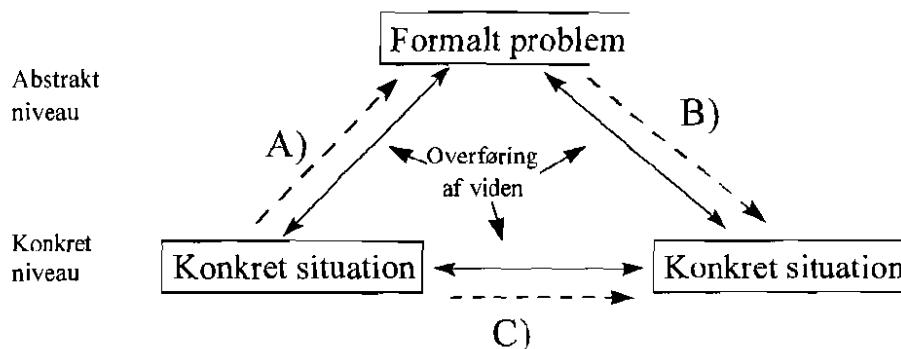 Formalt problem
Abstrakt
niveau
A)
B)
Overføring
af viden
Konkret
niveau
Konkret situation
Konkret situation
C)